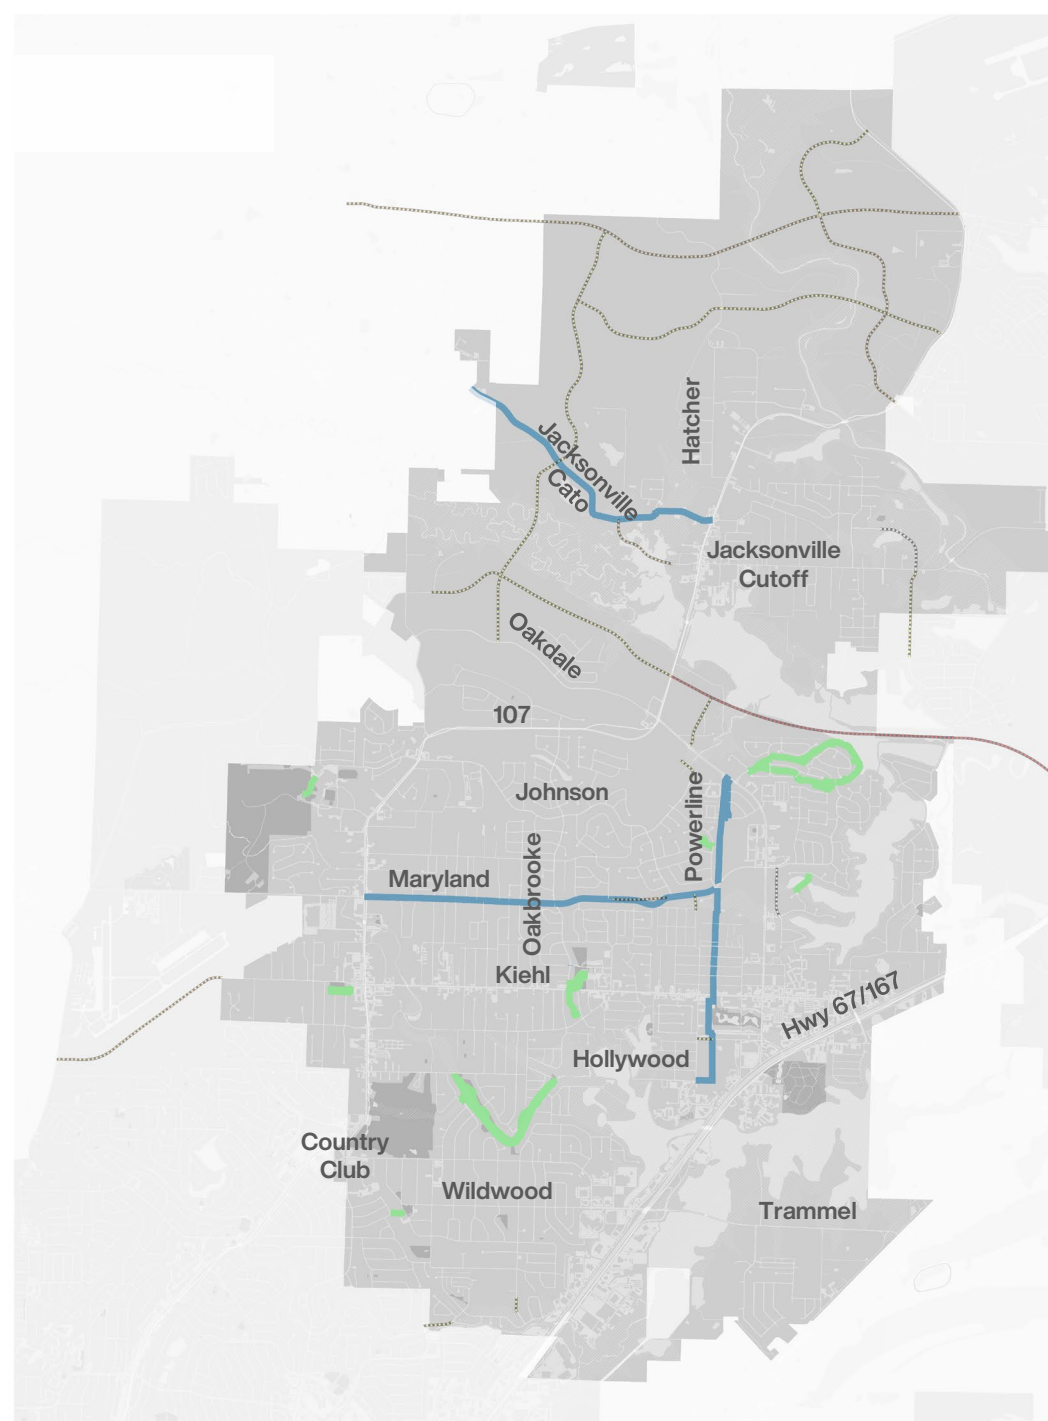 Hatcher
Jacksonville
Cato
Jacksonville
Cutoff
Oakdale
107
Johnson
Powerline
Maryland
Oakbrooke
Kiehl
Hwy 67/167
Hollywood
Country
Club
Wildwood
Trammel